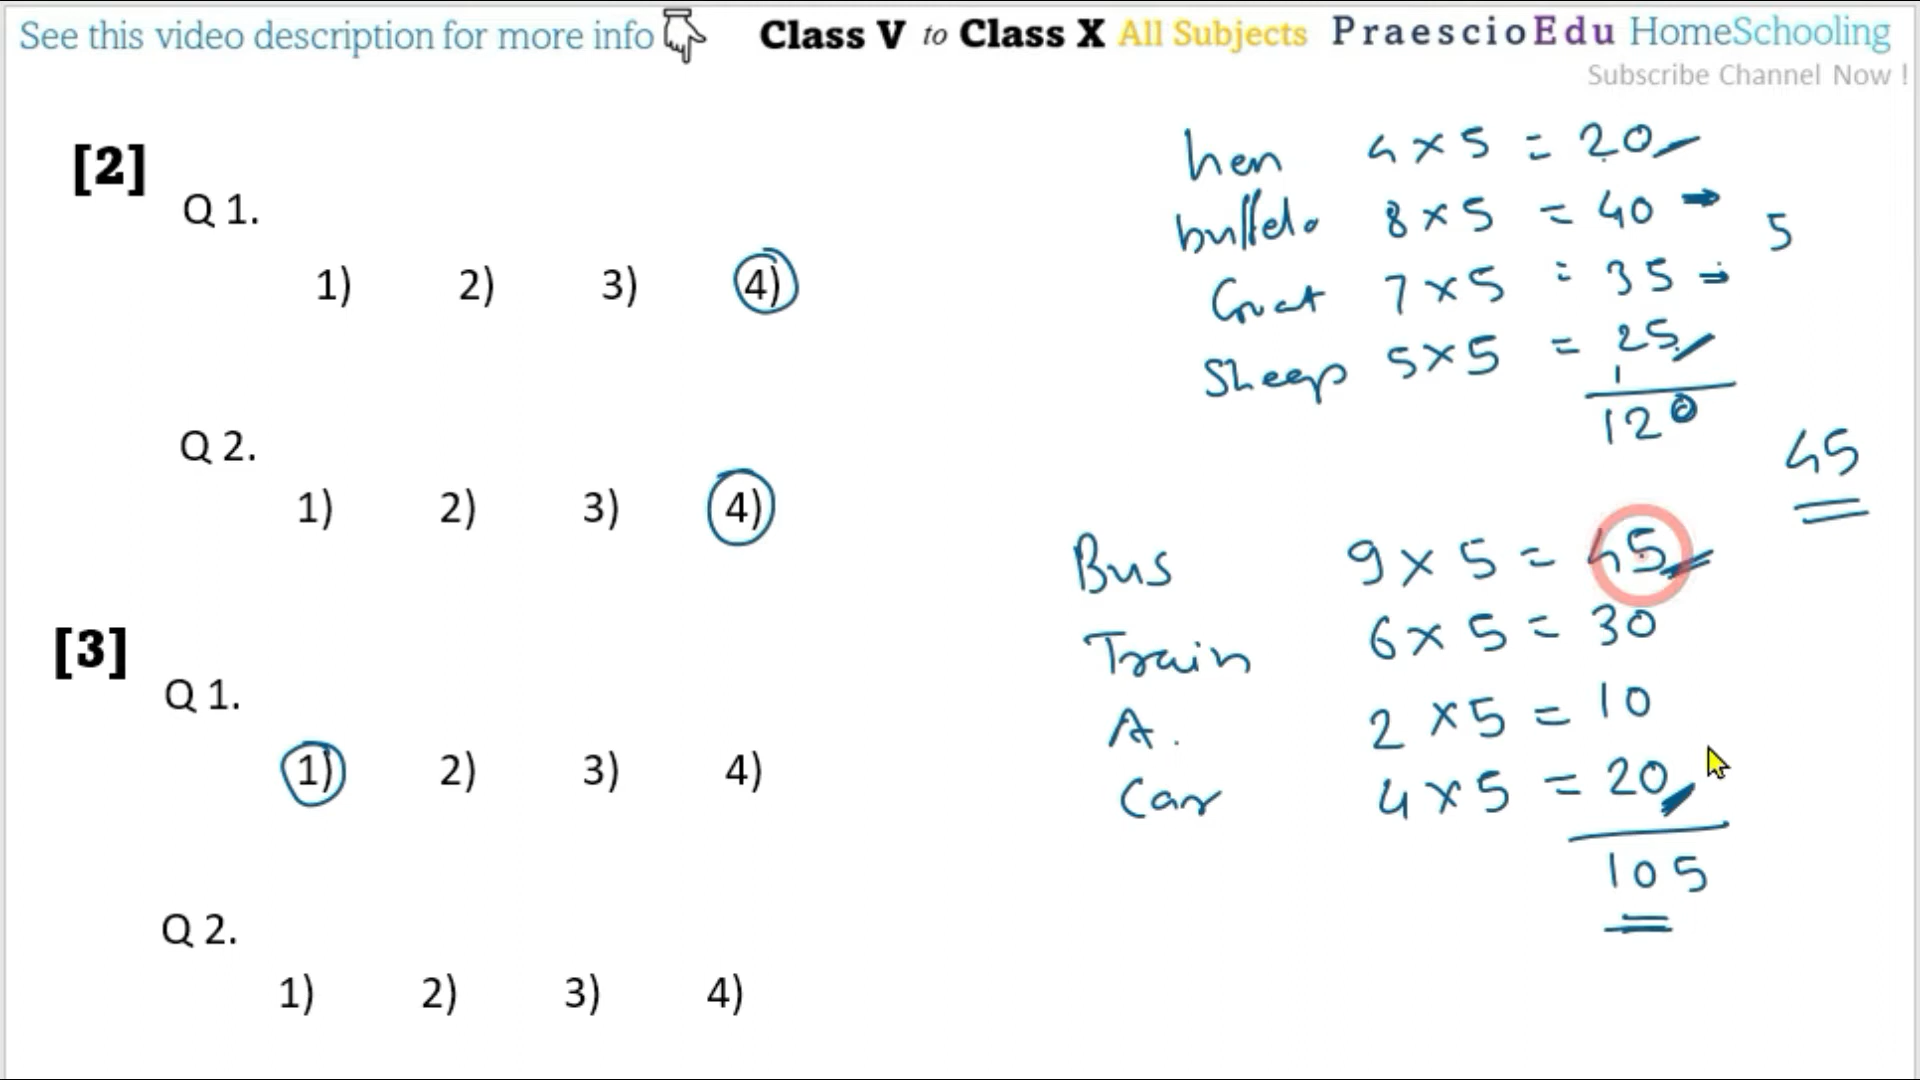 See this video description for more info Class V to Class X All Subjects PraescioEdu HomeSchooling
Subscribe Channel Now !
[2]
Q 1.
1) 2) 3) 4)
Q 2.
1) 2) 3) 4)
[3]
Q 1.
1) 2) 3) 4)
Q 2.
1) 2) 3) 4)
hen 4 × 5 = 20
8 × 5 = 40
5
7 × 5 = 35
Sheep 5 × 5 = 25
1
120
45
Bus 9 × 5 = 45
Train 6 × 5 = 30
A. 2 × 5 = 10
Car 4 × 5 = 20
105